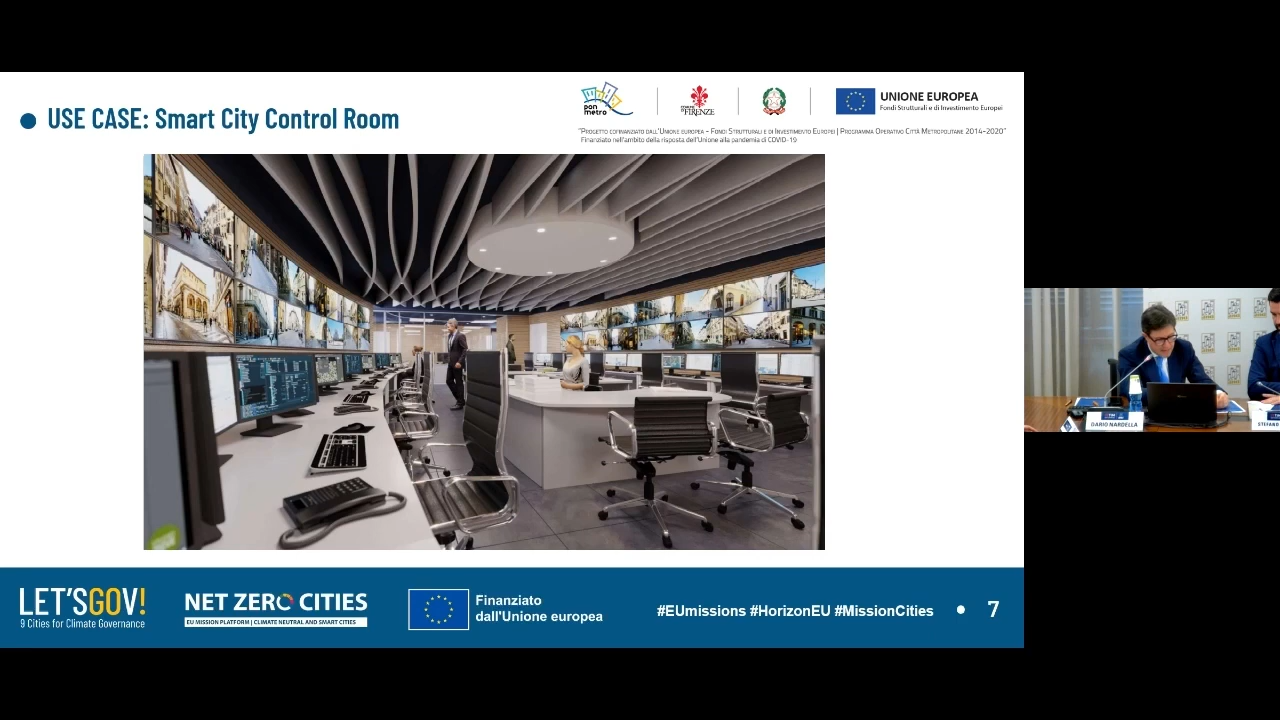 USE CASE: Smart City Control Room
pon
metro
COMUNE DI
FIRENZE
UNIONE EUROPEA
Fondi Strutturali e di Investimento Europei
"Progetto cofinanziato dall'Unione europea – Fondi Strutturali e di Investimento Europei | Programma Operativo Città Metropolitane 2014-2020"
Finanziato nell'ambito della risposta dell'Unione alla pandemia di COVID-19
DARIO NARDELLA
STEFANO
LET'SGOV!
9 Cities for Climate Governance
NET ZERO CITIES
EU MISSION PLATFORM | CLIMATE NEUTRAL AND SMART CITIES
Finanziato
dall'Unione europea
#EUmissions #HorizonEU #MissionCities
7